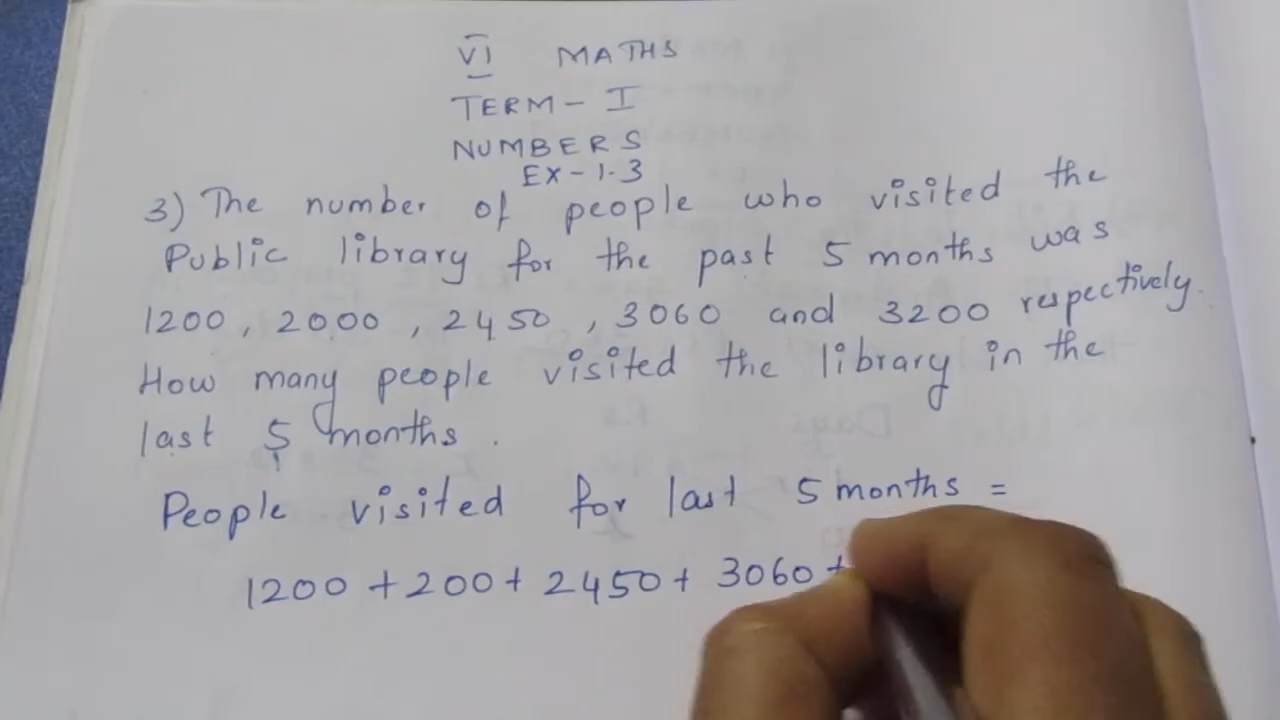 VI MATHS
TERM - I
NUMBERS
EX-1.3
3) The number of people who visited the
Public library for the past 5 months was
1200, 2000, 2450, 3060 and 3200 respectively.
How many people visited the library in the
last 5 months.
People visited for last 5 months =
1200 + 200 + 2450 + 3060 +